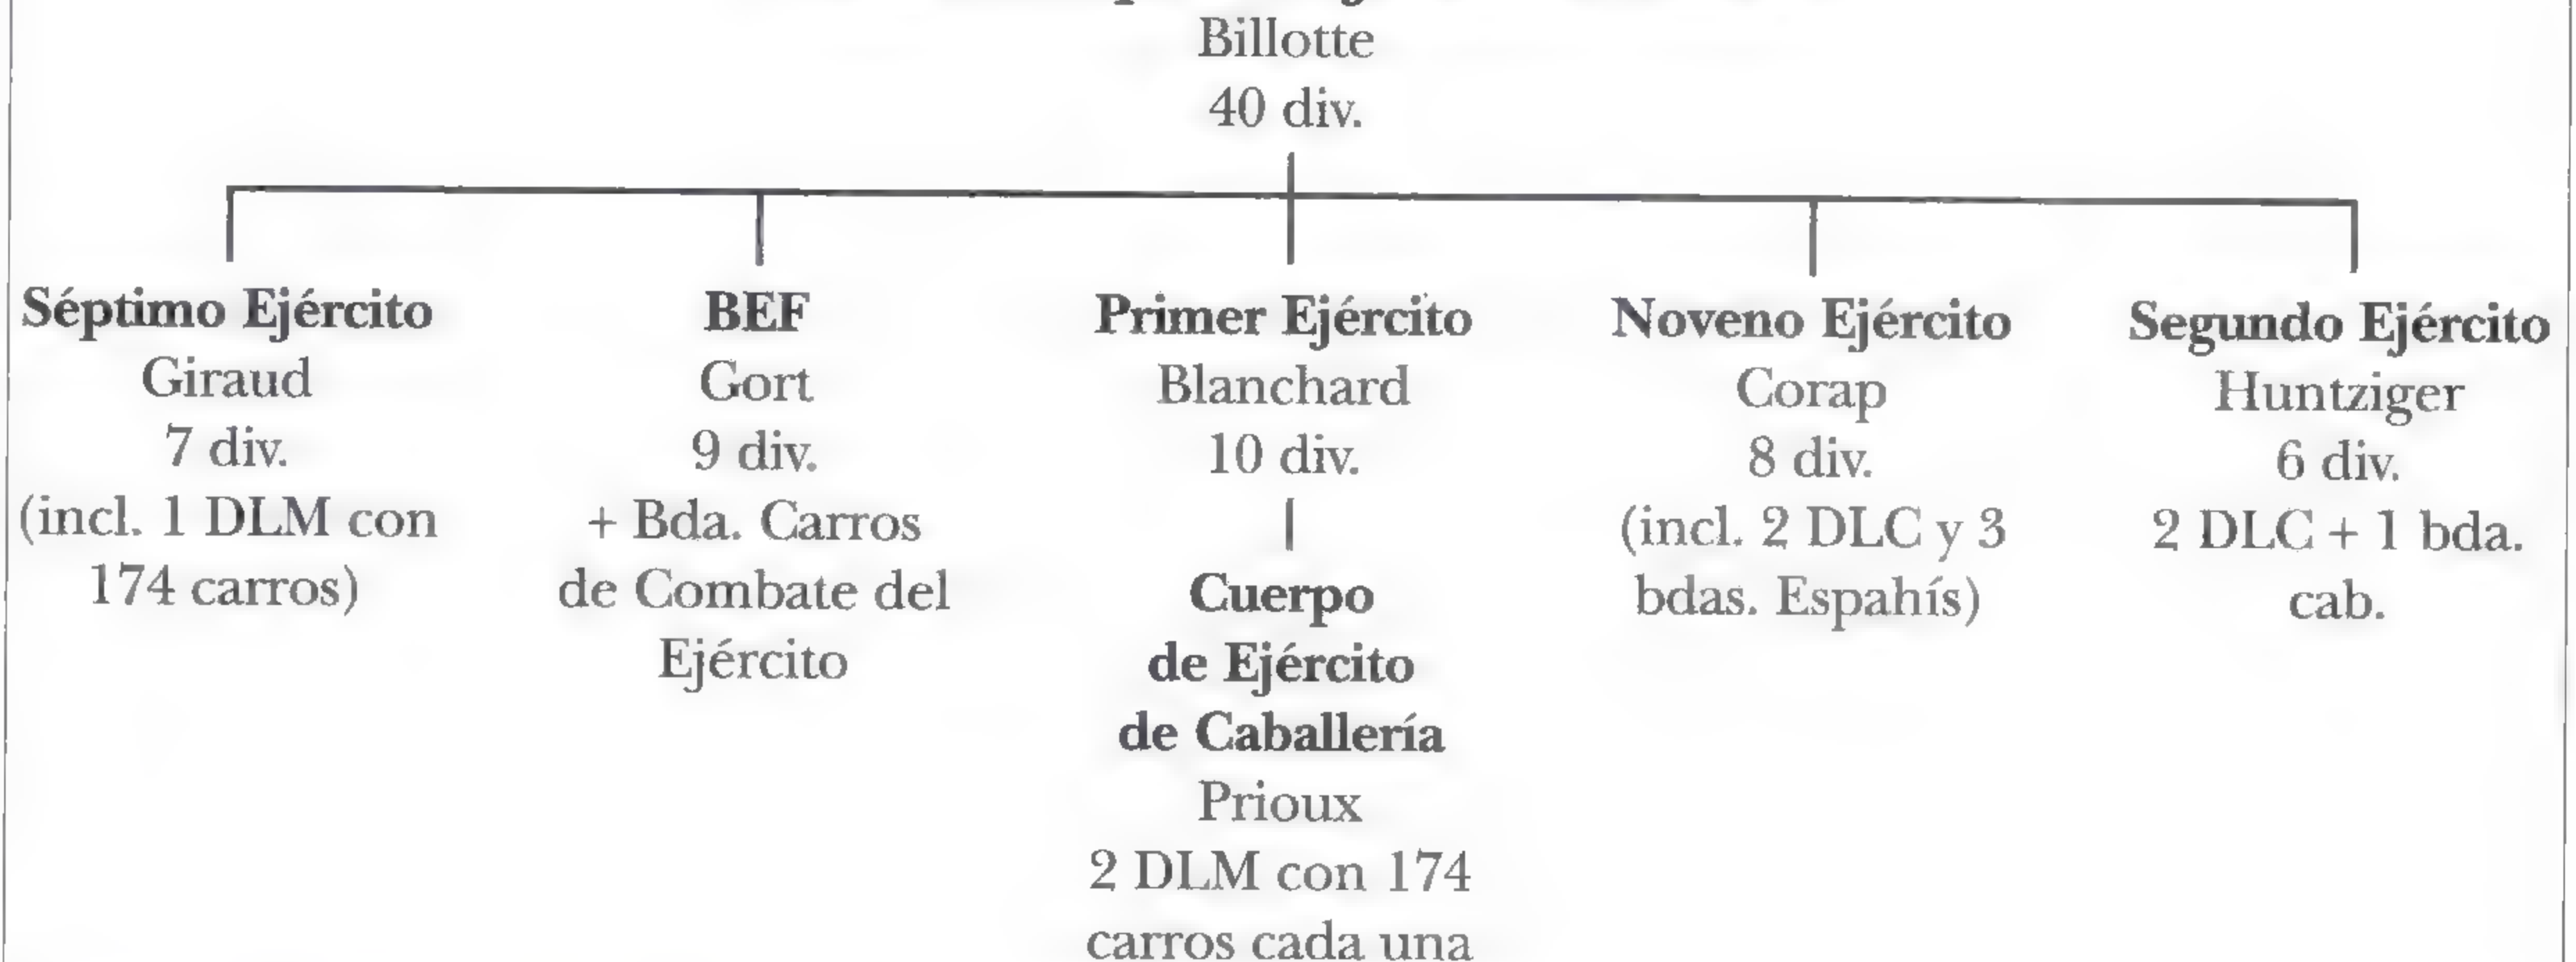 Billotte
40 div.
Séptimo Ejército
Giraud
7 div.
(incl. 1 DLM con
174 carros)
BEF
Gort
9 div.
+ Bda. Carros
de Combate del
Ejército
Primer Ejército
Blanchard
10 div.
Cuerpo
de Ejército
de Caballería
Prioux
2 DLM con 174
carros cada una
Noveno Ejército
Corap
8 div.
(incl. 2 DLC y 3
bdas. Espahís)
Segundo Ejército
Huntziger
6 div.
2 DLC + 1 bda.
cab.